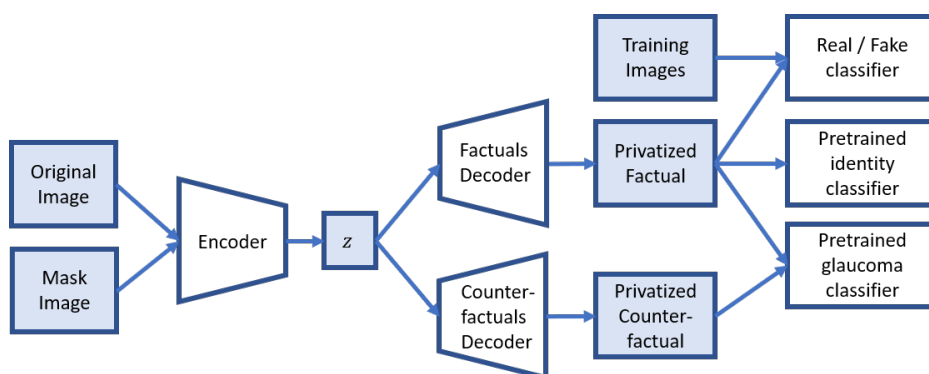 Original
Image
Mask
Image
Encoder
z
Factuals
Decoder
Counter-
factuals
Decoder
Training
Images
Privatized
Factual
Privatized
Counter-
factual
Real / Fake
classifier
Pretrained
identity
classifier
Pretrained
glaucoma
classifier